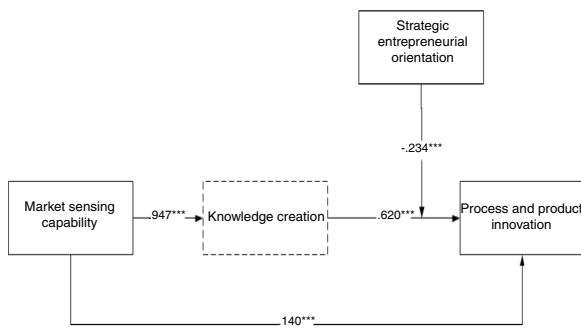 Strategic
entrepreneurial
orientation
-.234***
Market sensing
capability
.947***
Knowledge creation
.620***
Process and product
innovation
140***